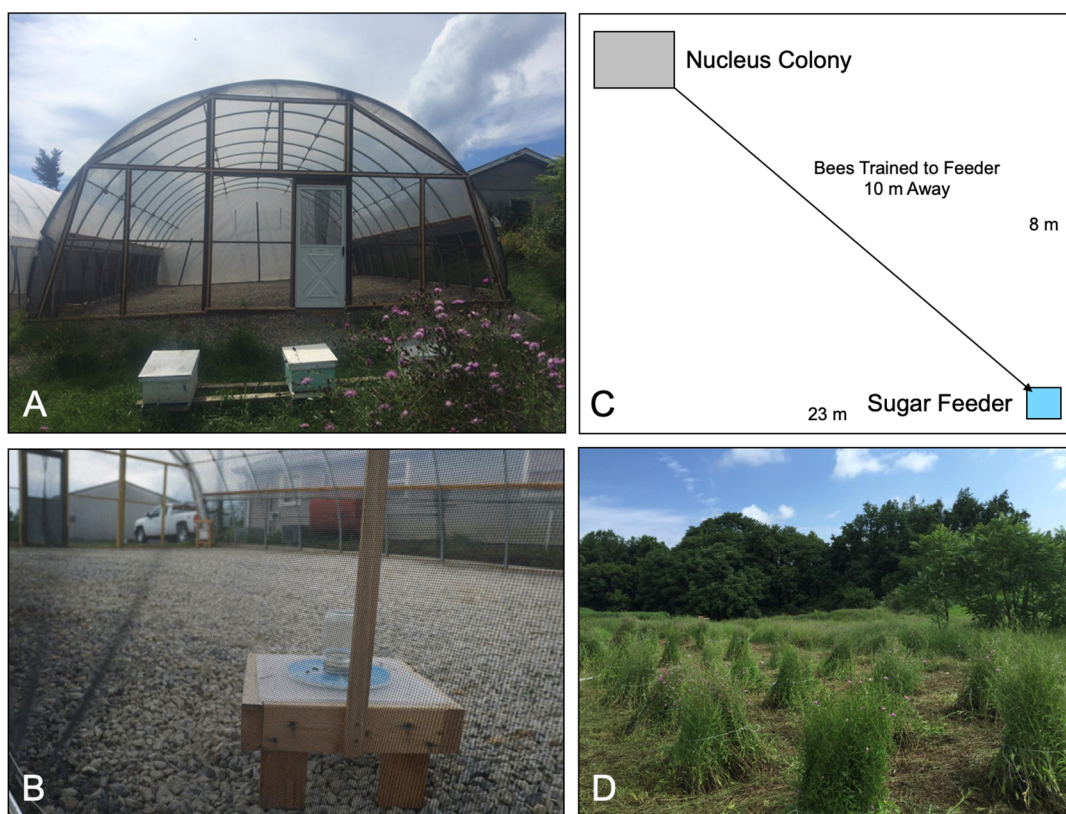 A
Nucleus Colony
Bees Trained to Feeder
10 m Away
8 m
Sugar Feeder
23 m
C
B
D